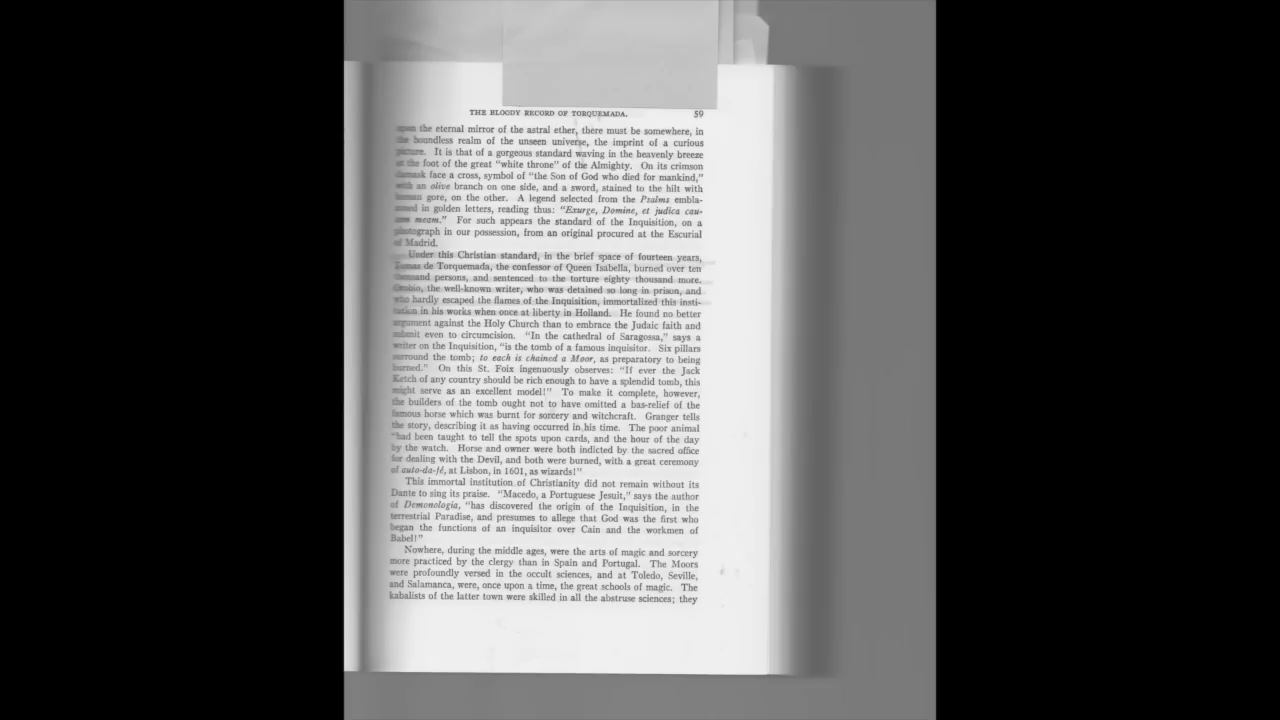 THE BLOODY RECORD OF TORQUEMADA. 59
upon the eternal mirror of the astral ether, there must be somewhere, in
the boundless realm of the unseen universe, the imprint of a curious
picture. It is that of a gorgeous standard waving in the heavenly breeze
at the foot of the great "white throne" of the Almighty. On its crimson
damask face a cross, symbol of "the Son of God who died for mankind,"
with an olive branch on one side, and a sword, stained to the hilt with
human gore, on the other. A legend selected from the Psalms embla-
zoned in golden letters, reading thus: "Exurge, Domine, et judica cau-
sam meam." For such appears the standard of the Inquisition, on a
photograph in our possession, from an original procured at the Escurial
of Madrid.
Under this Christian standard, in the brief space of fourteen years,
Tomas de Torquemada, the confessor of Queen Isabella, burned over ten
thousand persons, and sentenced to the torture eighty thousand more.
Orobio, the well-known writer, who was detained so long in prison, and
who hardly escaped the flames of the Inquisition, immortalized this insti-
tution in his works when once at liberty in Holland. He found no better
argument against the Holy Church than to embrace the Judaic faith and
submit even to circumcision. "In the cathedral of Saragossa," says a
writer on the Inquisition, "is the tomb of a famous inquisitor. Six pillars
surround the tomb; to each is chained a Moor, as preparatory to being
burned." On this St. Foix ingenuously observes: "If ever the Jack
Ketch of any country should be rich enough to have a splendid tomb, this
might serve as an excellent model!" To make it complete, however,
the builders of the tomb ought not to have omitted a bas-relief of the
famous horse which was burnt for sorcery and witchcraft. Granger tells
the story, describing it as having occurred in his time. The poor animal
"had been taught to tell the spots upon cards, and the hour of the day
by the watch. Horse and owner were both indicted by the sacred office
for dealing with the Devil, and both were burned, with a great ceremony
of auto-da-fé, at Lisbon, in 1601, as wizards!"
This immortal institution of Christianity did not remain without its
Dante to sing its praise. "Macedo, a Portuguese Jesuit," says the author
of Demonologia, "has discovered the origin of the Inquisition, in the
terrestrial Paradise, and presumes to allege that God was the first who
began the functions of an inquisitor over Cain and the workmen of
Babel!"
Nowhere, during the middle ages, were the arts of magic and sorcery
more practiced by the clergy than in Spain and Portugal. The Moors
were profoundly versed in the occult sciences, and at Toledo, Seville,
and Salamanca, were, once upon a time, the great schools of magic. The
kabalists of the latter town were skilled in all the abstruse sciences; they